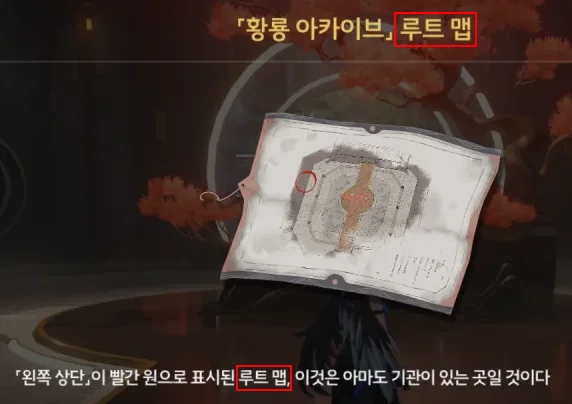 「황룡 아카이브」 루트 맵
「왼쪽 상단」이 빨간 원으로 표시된 루트 맵, 이것은 아마도 기관이 있는 곳일 것이다